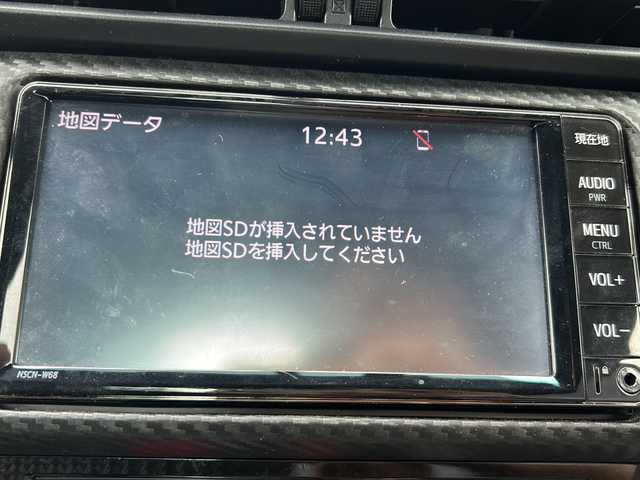 地図データ
12:43
現在地
AUDIO
PWR
地図SDが挿入されていません
地図SDを挿入してください
MENU
CTRL
VOL+
VOL-
NSCN-W68